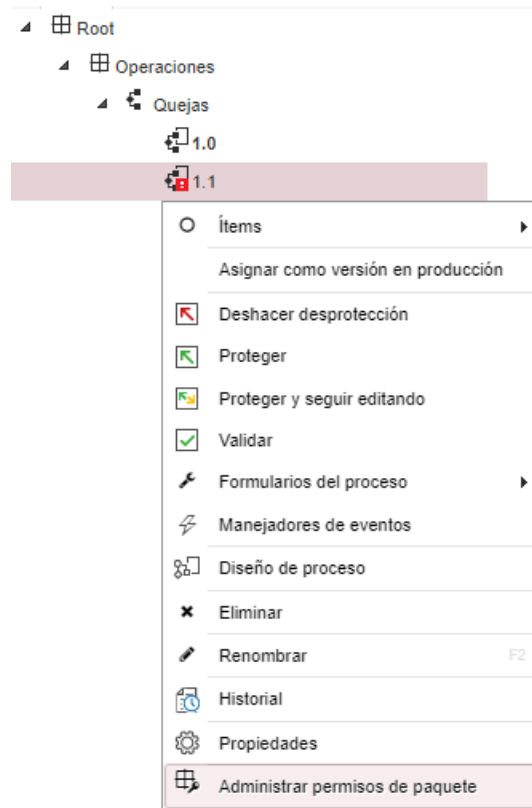 Root
Operaciones
Quejas
1.0
1.1
Ítems
Asignar como versión en producción
Deshacer desprotección
Proteger
Proteger y seguir editando
Validar
Formularios del proceso
Manejadores de eventos
Diseño de proceso
Eliminar
Renombrar F2
Historial
Propiedades
Administrar permisos de paquete